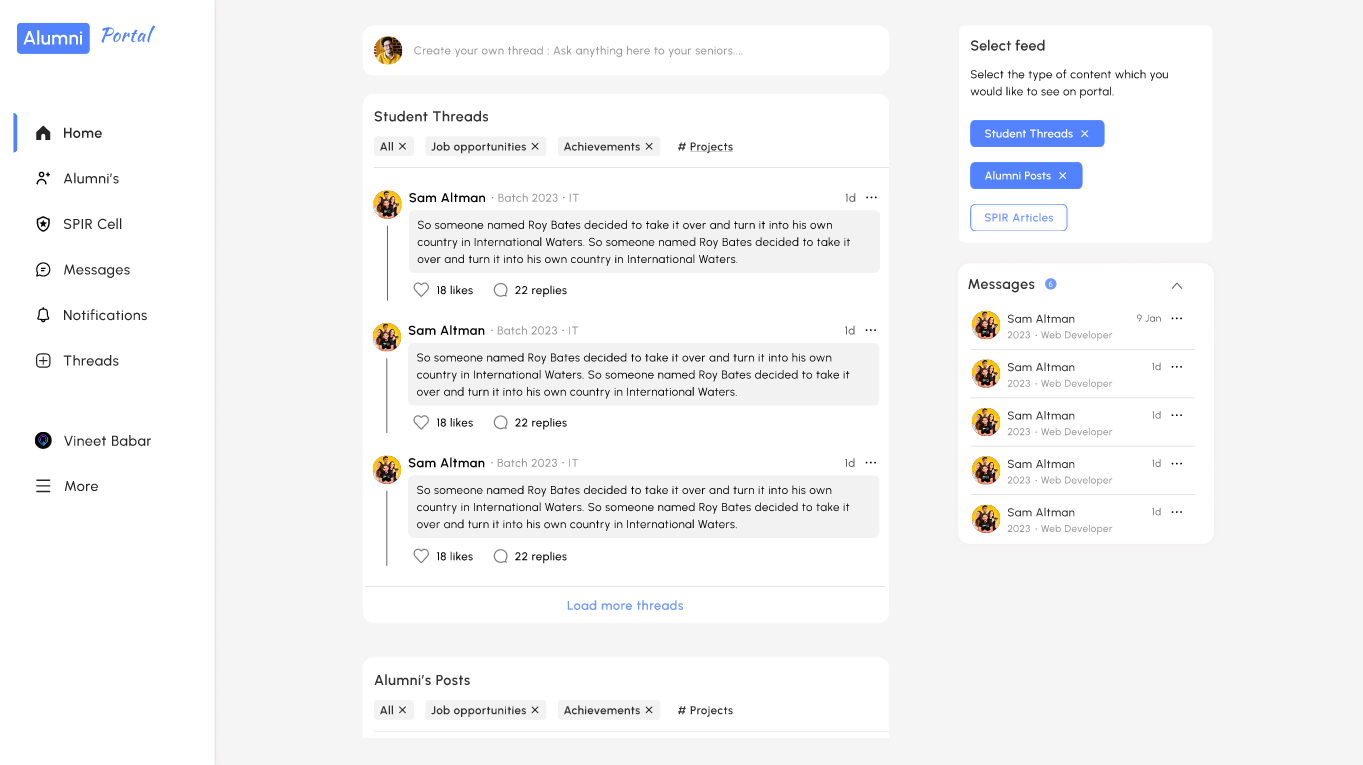 Alumni Portal
Home
Alumni's
SPIR Cell
Messages
Notifications
Threads
Vineet Babar
More
Create your own thread : Ask anything here to your seniors....
Student Threads
All × Job opportunities × Achievements × # Projects
Sam Altman · Batch 2023 · IT 1d ...
So someone named Roy Bates decided to take it over and turn it into his own
country in International Waters. So someone named Roy Bates decided to take it
over and turn it into his own country in International Waters.
18 likes 22 replies
Sam Altman · Batch 2023 · IT 1d ...
So someone named Roy Bates decided to take it over and turn it into his own
country in International Waters. So someone named Roy Bates decided to take it
over and turn it into his own country in International Waters.
18 likes 22 replies
Sam Altman · Batch 2023 · IT 1d ...
So someone named Roy Bates decided to take it over and turn it into his own
country in International Waters. So someone named Roy Bates decided to take it
over and turn it into his own country in International Waters.
18 likes 22 replies
Load more threads
Alumni's Posts
All × Job opportunities × Achievements × # Projects
Select feed
Select the type of content which you
would like to see on portal.
Student Threads ×
Alumni Posts ×
SPIR Articles
Messages 6
Sam Altman 9 Jan ...
2023 - Web Developer
Sam Altman 1d ...
2023 - Web Developer
Sam Altman 1d ...
2023 - Web Developer
Sam Altman 1d ...
2023 - Web Developer
Sam Altman 1d ...
2023 - Web Developer